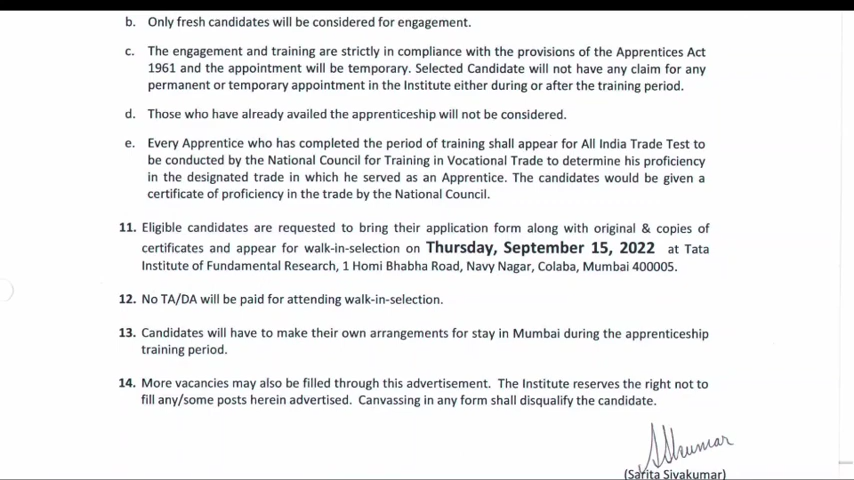 b. Only fresh candidates will be considered for engagement.
c. The engagement and training are strictly in compliance with the provisions of the Apprentices Act
1961 and the appointment will be temporary. Selected Candidate will not have any claim for any
permanent or temporary appointment in the Institute either during or after the training period.
d. Those who have already availed the apprenticeship will not be considered.
e. Every Apprentice who has completed the period of training shall appear for All India Trade Test to
be conducted by the National Council for Training in Vocational Trade to determine his proficiency
in the designated trade in which he served as an Apprentice. The candidates would be given a
certificate of proficiency in the trade by the National Council.
11. Eligible candidates are requested to bring their application form along with original & copies of
certificates and appear for walk-in-selection on Thursday, September 15, 2022 at Tata
Institute of Fundamental Research, 1 Homi Bhabha Road, Navy Nagar, Colaba, Mumbai 400005.
12. No TA/DA will be paid for attending walk-in-selection.
13. Candidates will have to make their own arrangements for stay in Mumbai during the apprenticeship
training period.
14. More vacancies may also be filled through this advertisement. The Institute reserves the right not to
fill any/some posts herein advertised. Canvassing in any form shall disqualify the candidate.
(Sarita Sivakumar)